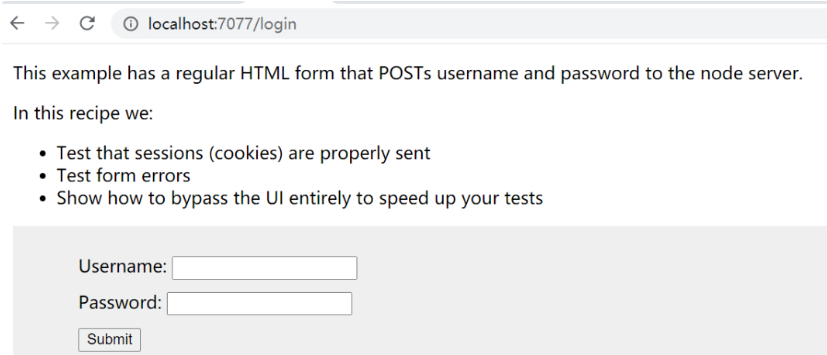 localhost:7077/login
This example has a regular HTML form that POSTs username and password to the node server.
In this recipe we:
• Test that sessions (cookies) are properly sent
• Test form errors
• Show how to bypass the UI entirely to speed up your tests
Username:
Password:
Submit